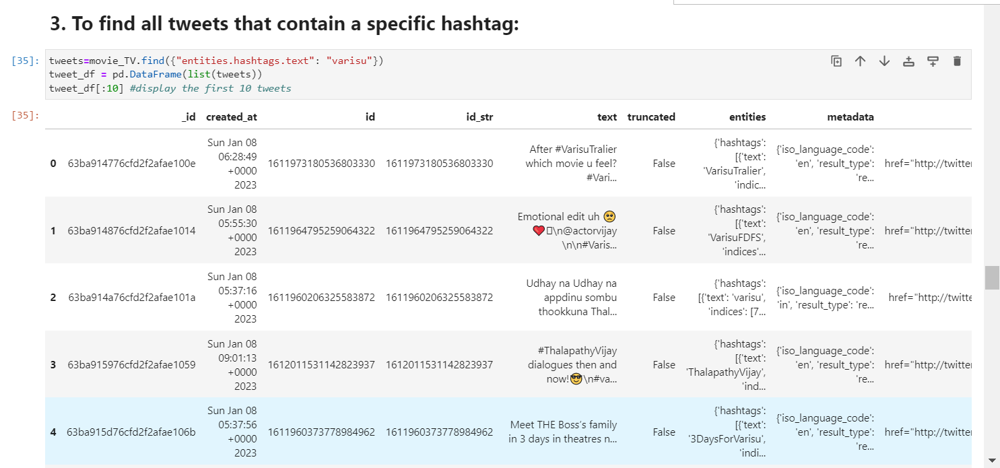 3. To find all tweets that contain a specific hashtag:
[35]:
tweets=movie_TV.find({"entities.hashtags.text": "varisu"})
tweet_df = pd.DataFrame(list(tweets))
tweet_df[:10] #display the first 10 tweets
[35]:
_id created_at id id_str text truncated entities metadata
0 63ba914776cfd2f2afae100e
Sun Jan 08
06:28:49
+0000
2023
1611973180536803330 1611973180536803330
After #VarisuTralier
which movie u feel?
#Vari...
False
{'hashtags':
[{'text':
'VarisuTralier',
'indic...
{'iso_language_code':
'en', 'result_type':
're...
href="http://twitter
1 63ba914876cfd2f2afae1014
Sun Jan 08
05:55:30
+0000
2023
1611964795259064322 1611964795259064322
Emotional edit uh 🥺
❤️▯\n@actorvijay
\n\n#Varis...
False
{'hashtags':
[{'text':
'VarisuFDFS',
'indices'...
{'iso_language_code':
'en', 'result_type':
're...
href="http://twitter
2 63ba914a76cfd2f2afae101a
Sun Jan 08
05:37:16
+0000
2023
1611960206325583872 1611960206325583872
Udhay na Udhay na
appdinu sombu
thookkuna Thal...
False
{'hashtags':
[{'text': 'varisu',
'indices': [7...
{'iso_language_code':
'in', 'result_type': 're...
href="http://twitte
3 63ba915976cfd2f2afae1059
Sun Jan 08
09:01:13
+0000
2023
1612011531142823937 1612011531142823937
#ThalapathyVijay
dialogues then and
now!😎\n#va...
False
{'hashtags':
[{'text':
'ThalapathyVijay',
'ind...
{'iso_language_code':
'en', 'result_type':
're...
href="http://twitter
4 63ba915d76cfd2f2afae106b
Sun Jan 08
05:37:56
+0000
2023
1611960373778984962 1611960373778984962
Meet THE Boss’s family
in 3 days in theatres n...
False
{'hashtags':
[{'text':
'3DaysForVarisu',
'indi...
{'iso_language_code':
'en', 'result_type':
're...
href="http://twitter